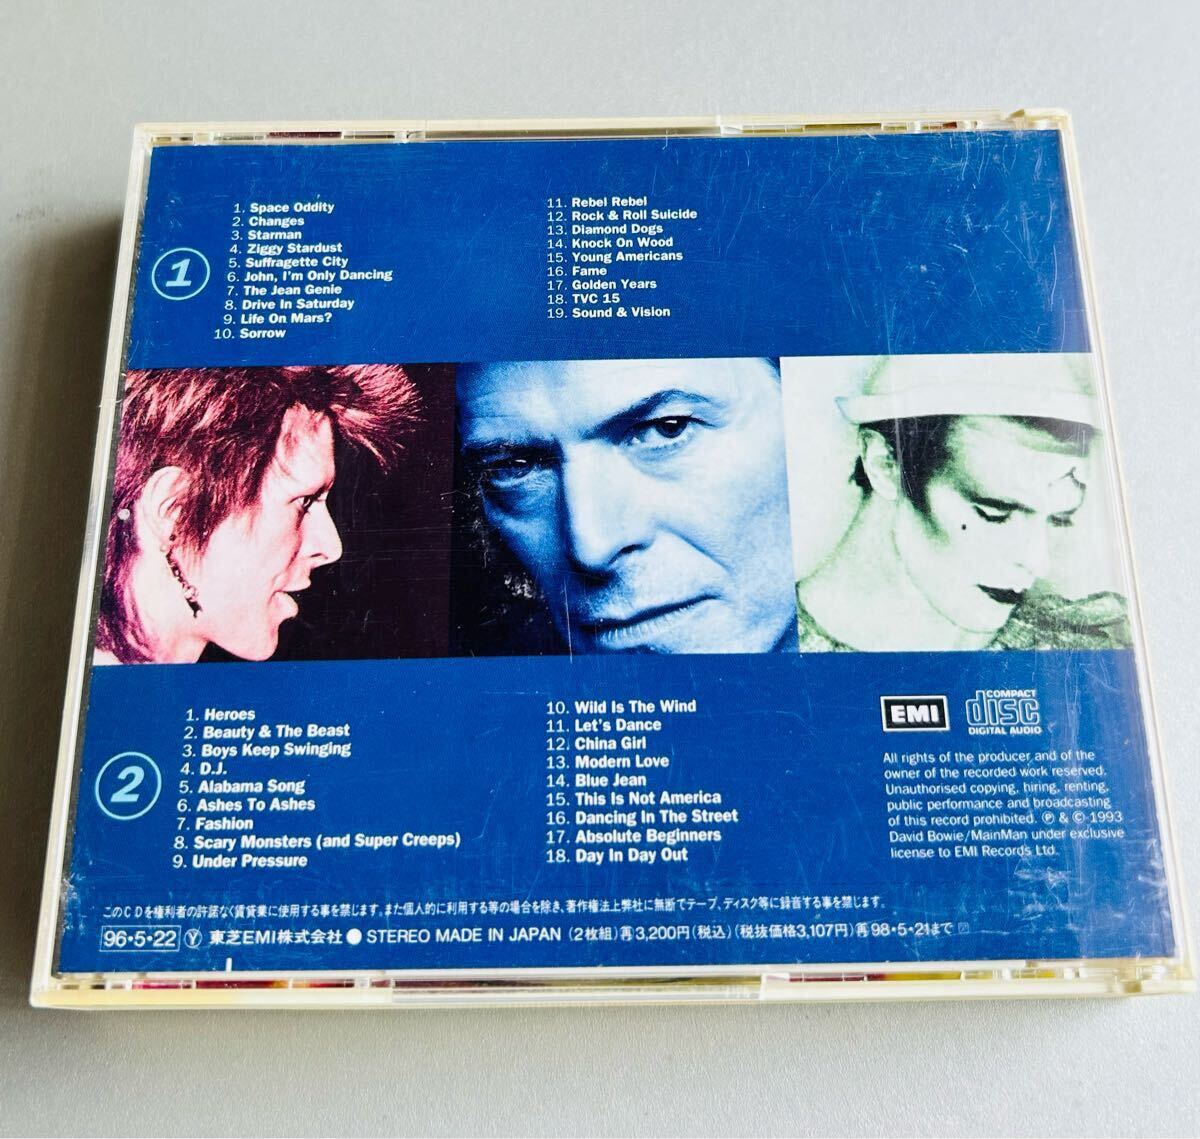 1
1. Space Oddity
2. Changes
3. Starman
4. Ziggy Stardust
5. Suffragette City
6. John, I'm Only Dancing
7. The Jean Genie
8. Drive In Saturday
9. Life On Mars?
10. Sorrow
11. Rebel Rebel
12. Rock & Roll Suicide
13. Diamond Dogs
14. Knock On Wood
15. Young Americans
16. Fame
17. Golden Years
18. TVC 15
19. Sound & Vision
2
1. Heroes
2. Beauty & The Beast
3. Boys Keep Swinging
4. D.J.
5. Alabama Song
6. Ashes To Ashes
7. Fashion
8. Scary Monsters (and Super Creeps)
9. Under Pressure
10. Wild Is The Wind
11. Let's Dance
12. China Girl
13. Modern Love
14. Blue Jean
15. This Is Not America
16. Dancing In The Street
17. Absolute Beginners
18. Day In Day Out
EMI
COMPACT
disc
DIGITAL AUDIO
All rights of the producer and of the
owner of the recorded work reserved.
Unauthorised copying, hiring, renting,
public performance and broadcasting
of this record prohibited. Ⓟ & © 1993
David Bowie/MainMan under exclusive
license to EMI Records Ltd.
このCDを権利者の許諾なく賃貸業に使用する事を禁じます。また個人的に利用する等の場合を除き、著作権法上弊社に無断でテープ、ディスク等に録音する事を禁じます。
96・5・22 Ⓨ 東芝EMI株式会社 ● STEREO MADE IN JAPAN (2枚組) 再3,200円(税込)(税抜価格3,107円)再98・5・21まで